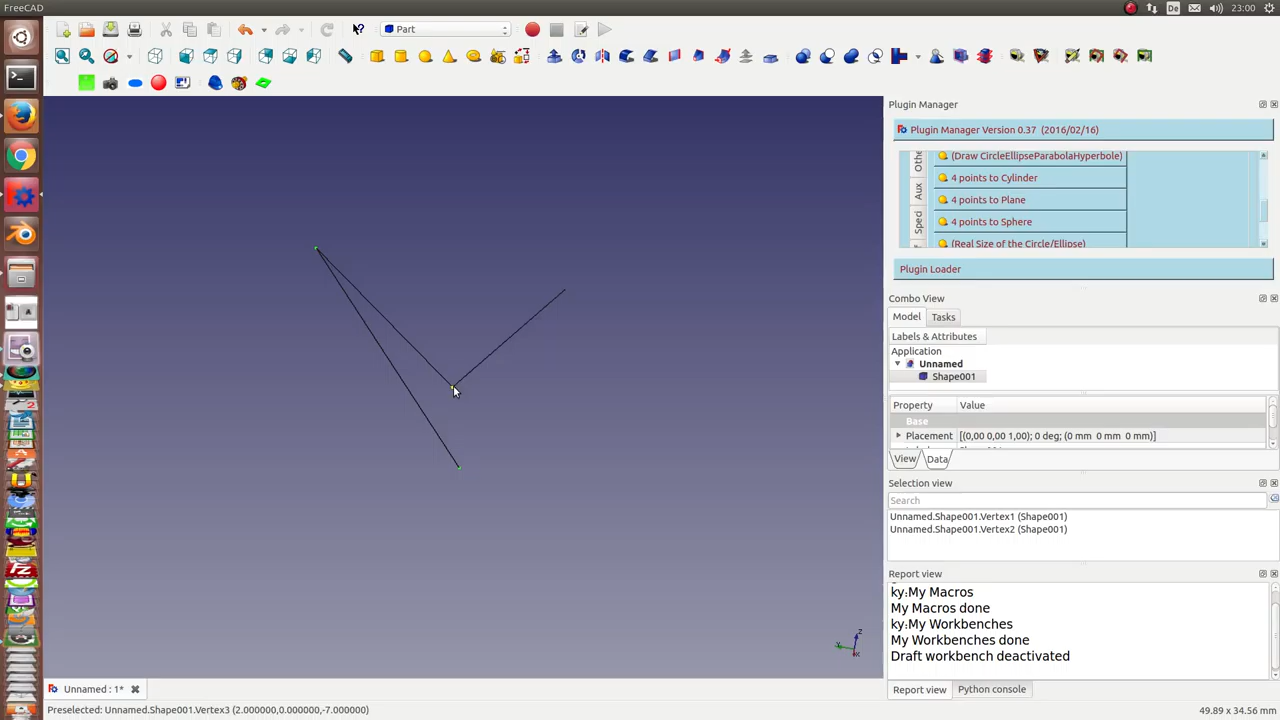 FreeCAD
De
23:00
Part
Plugin Manager
Plugin Manager Version 0.37 (2016/02/16)
Othe
Aux
Speci
(Draw CircleEllipseParabolaHyperbole)
4 points to Cylinder
4 points to Plane
4 points to Sphere
(Real Size of the Circle/Ellipse)
Plugin Loader
Combo View
Model
Tasks
Labels & Attributes
Application
Unnamed
Shape001
Property
Value
Base
Placement
[(0,00 0,00 1,00); 0 deg; (0 mm 0 mm 0 mm)]
View
Data
Selection view
Search
Unnamed.Shape001.Vertex1 (Shape001)
Unnamed.Shape001.Vertex2 (Shape001)
Report view
ky:My Macros
My Macros done
ky:My Workbenches
My Workbenches done
Draft workbench deactivated
Report view
Python console
Unnamed : 1*
Preselected: Unnamed.Shape001.Vertex3 (2.000000,0.000000,-7.000000)
49.89 x 34.56 mm